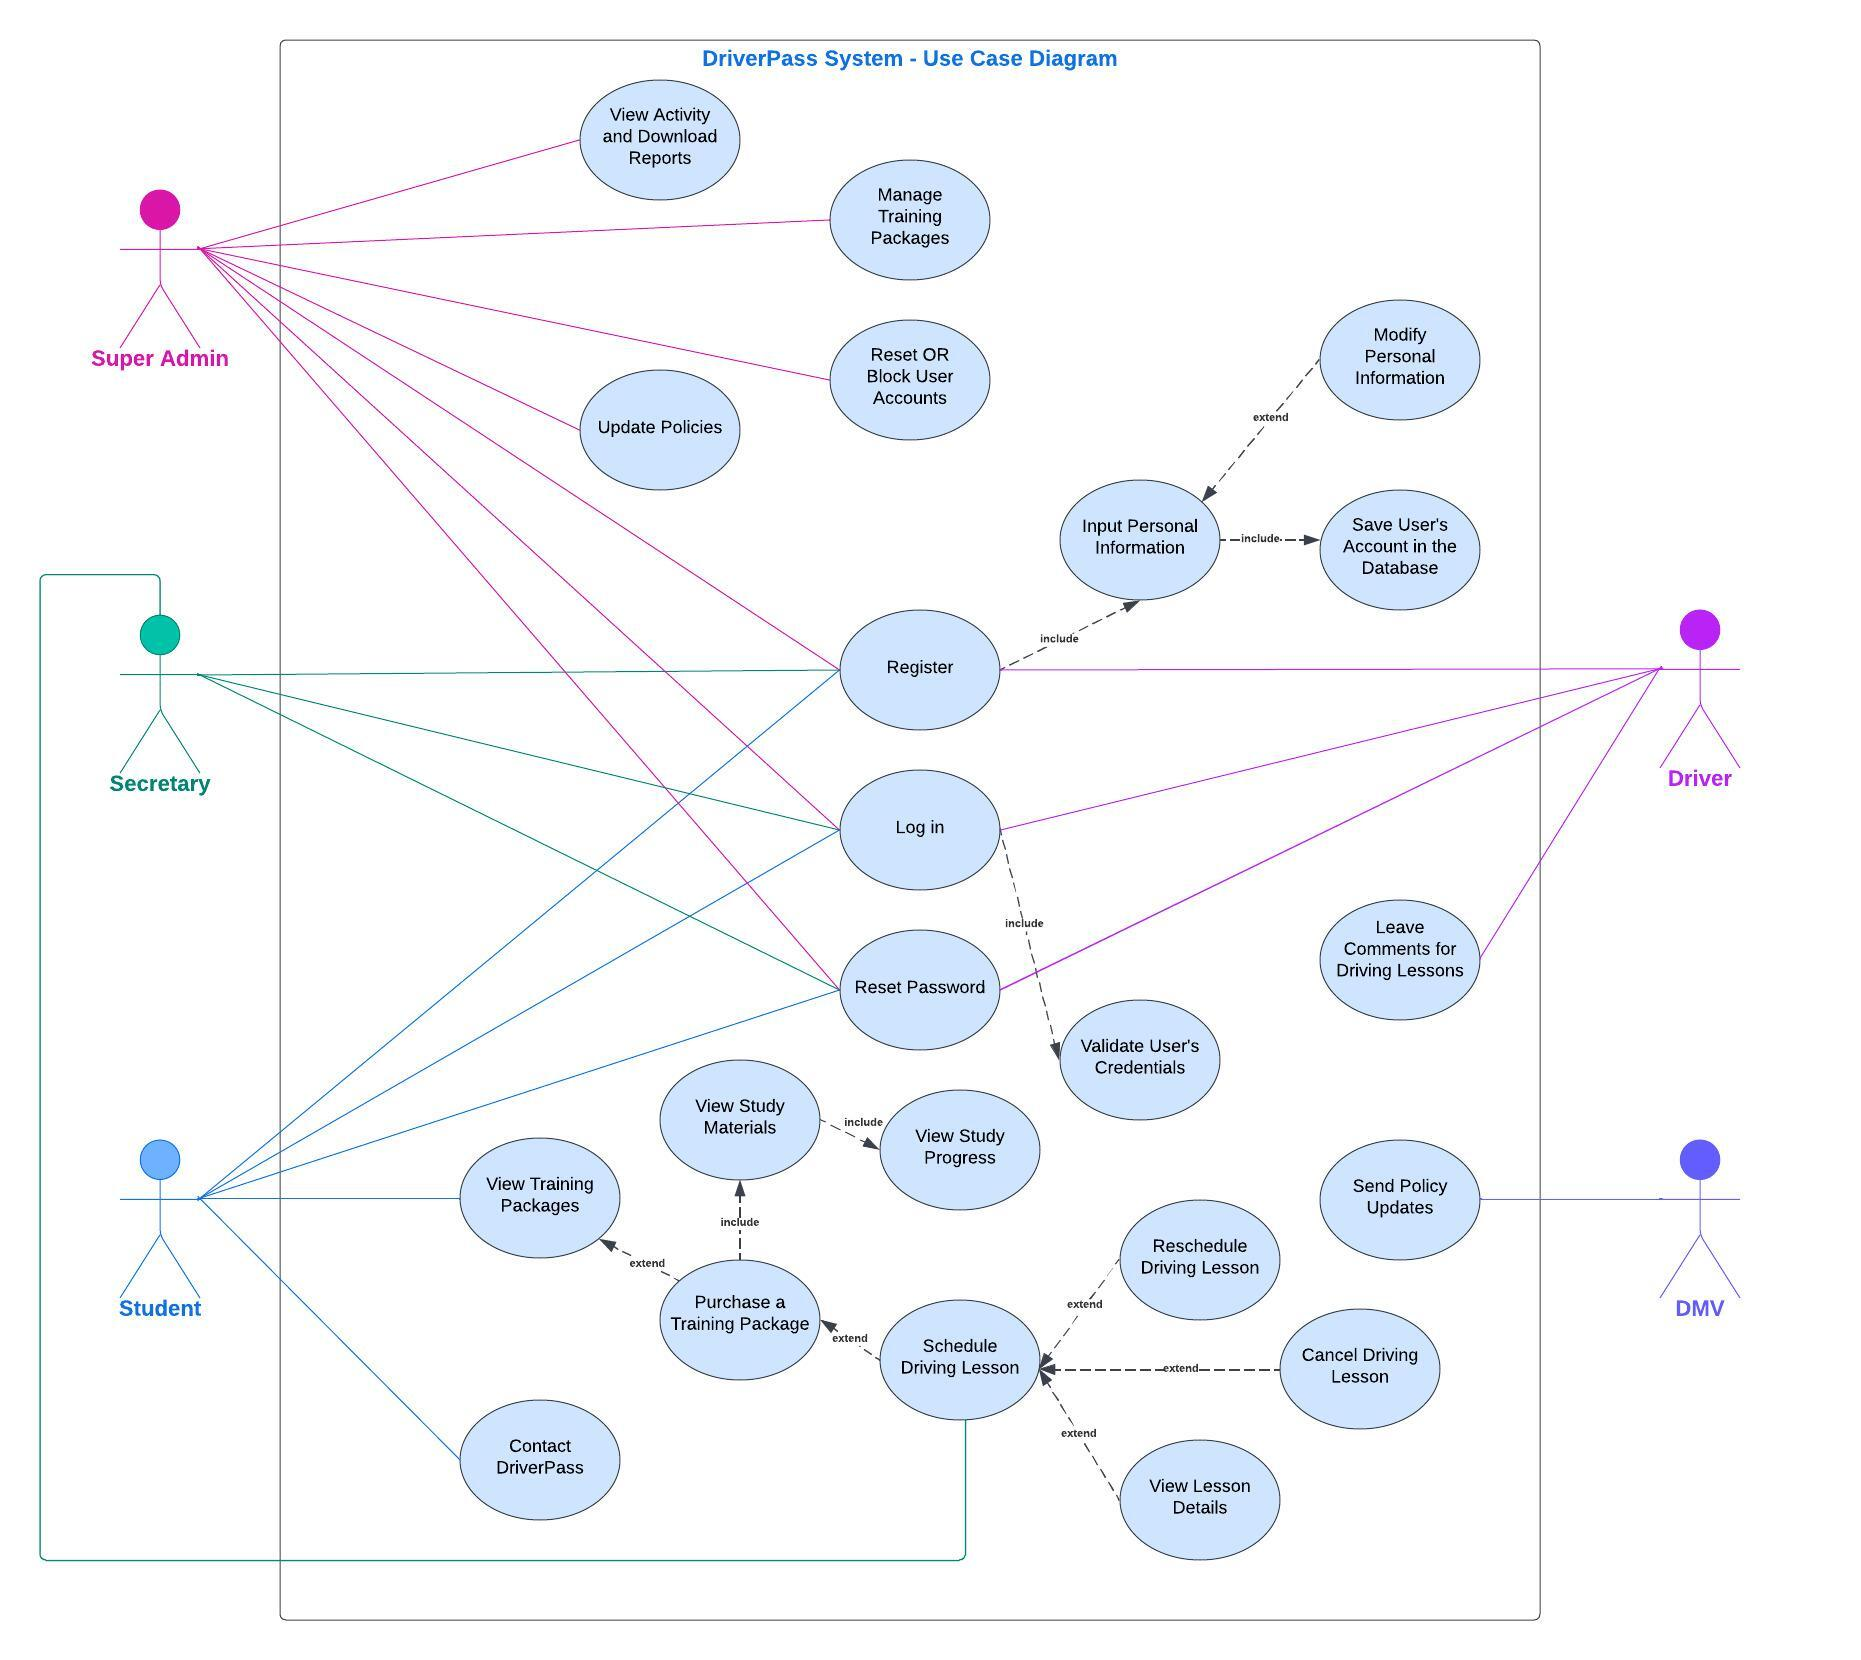 DriverPass System - Use Case Diagram
View Activity
and Download
Reports
Manage
Training
Packages
Super Admin
Reset OR
Block User
Accounts
Update Policies
Modify
Personal
Information
extend
Input Personal
Information
include
Save User's
Account in the
Database
include
Register
Secretary
Driver
Log in
include
Leave
Comments for
Driving Lessons
Reset Password
Validate User's
Credentials
View Study
Materials
include
View Study
Progress
View Training
Packages
include
extend
Send Policy
Updates
Reschedule
Driving Lesson
Student
DMV
Purchase a
Training Package
extend
extend
Schedule
Driving Lesson
extend
Cancel Driving
Lesson
extend
Contact
DriverPass
View Lesson
Details